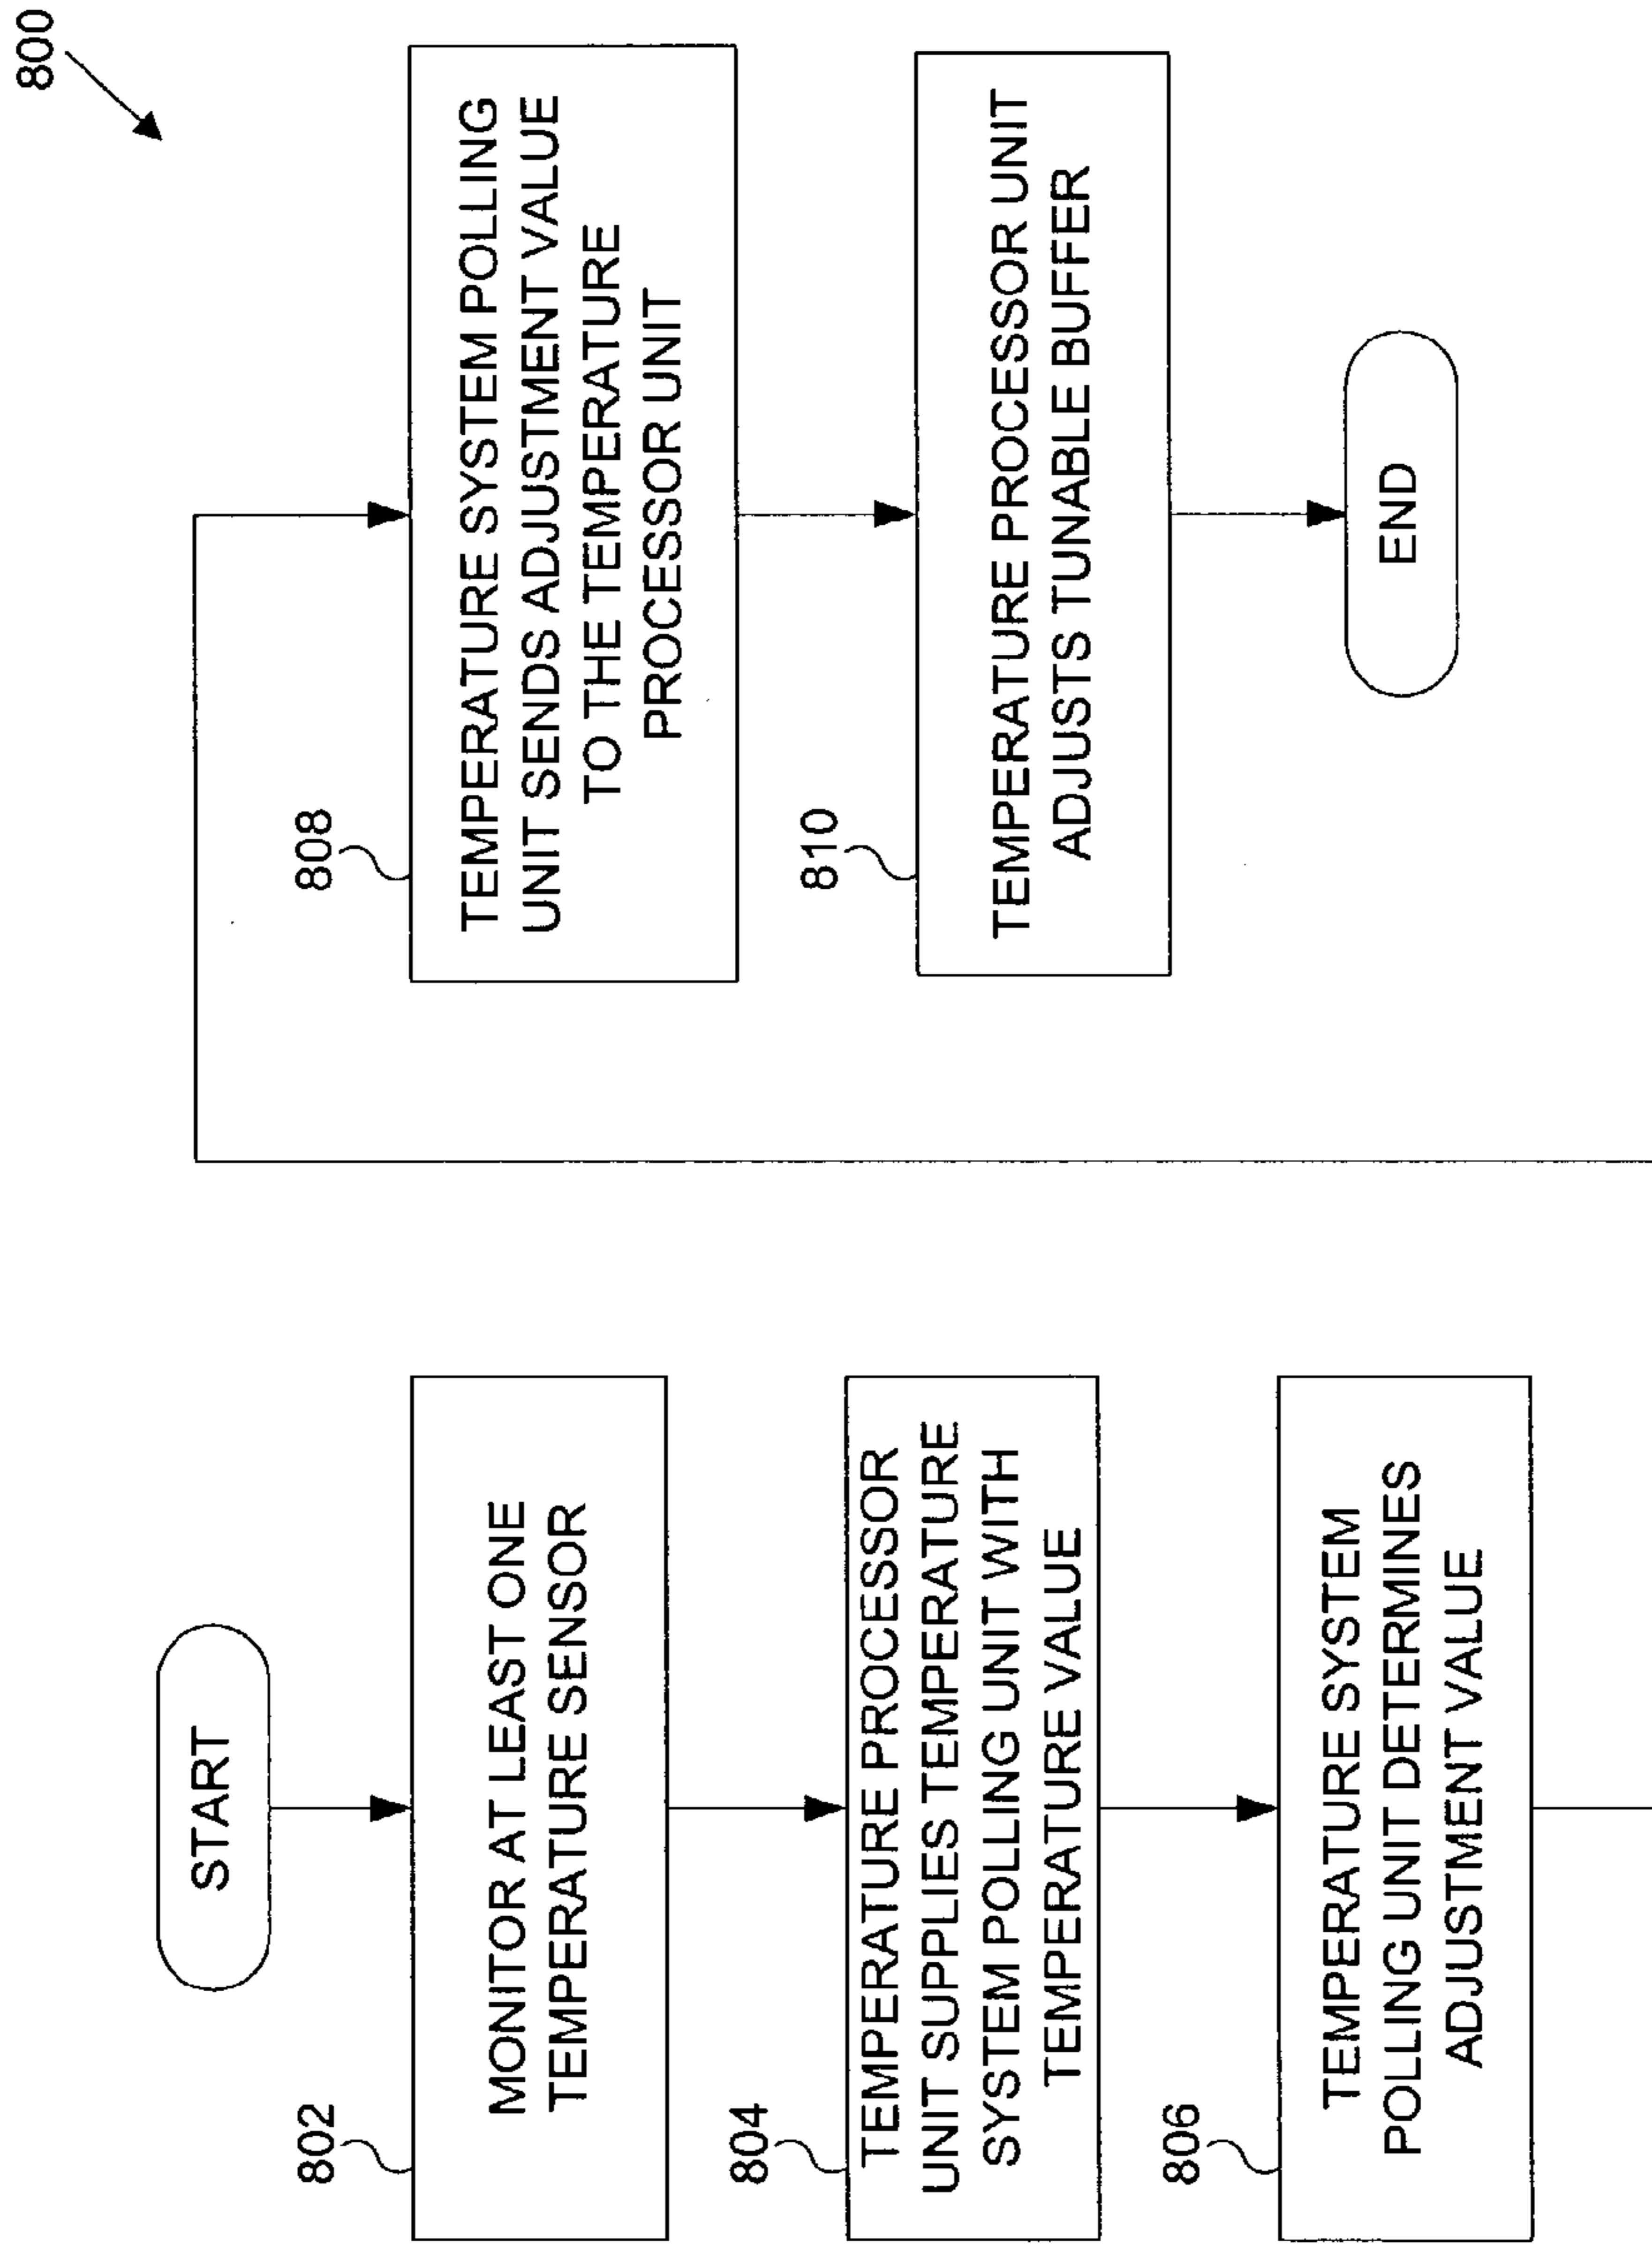 800
START
802
MONITOR AT LEAST ONE
TEMPERATURE SENSOR
804
TEMPERATURE PROCESSOR
UNIT SUPPLIES TEMPERATURE
SYSTEM POLLING UNIT WITH
TEMPERATURE VALUE
806
TEMPERATURE SYSTEM
POLLING UNIT DETERMINES
ADJUSTMENT VALUE
808
TEMPERATURE SYSTEM POLLING
UNIT SENDS ADJUSTMENT VALUE
TO THE TEMPERATURE
PROCESSOR UNIT
810
TEMPERATURE PROCESSOR UNIT
ADJUSTS TUNABLE BUFFER
END